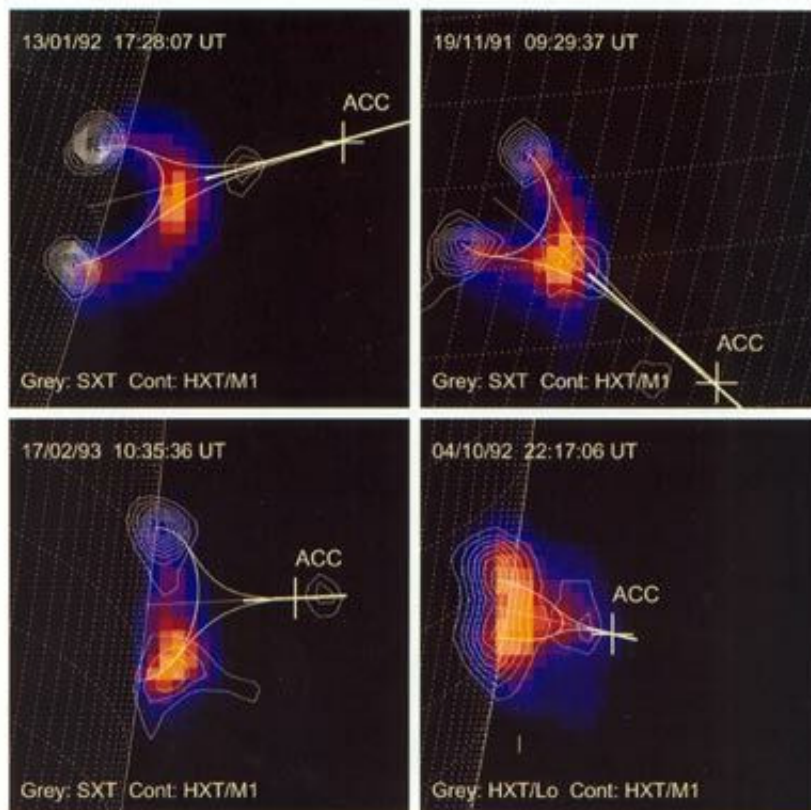 13/01/92 17:28:07 UT
ACC
Grey: SXT Cont: HXT/M1
19/11/91 09:29:37 UT
ACC
Grey: SXT Cont: HXT/M1
17/02/93 10:35:36 UT
ACC
Grey: SXT Cont: HXT/M1
04/10/92 22:17:06 UT
ACC
Grey: HXT/Lo Cont: HXT/M1